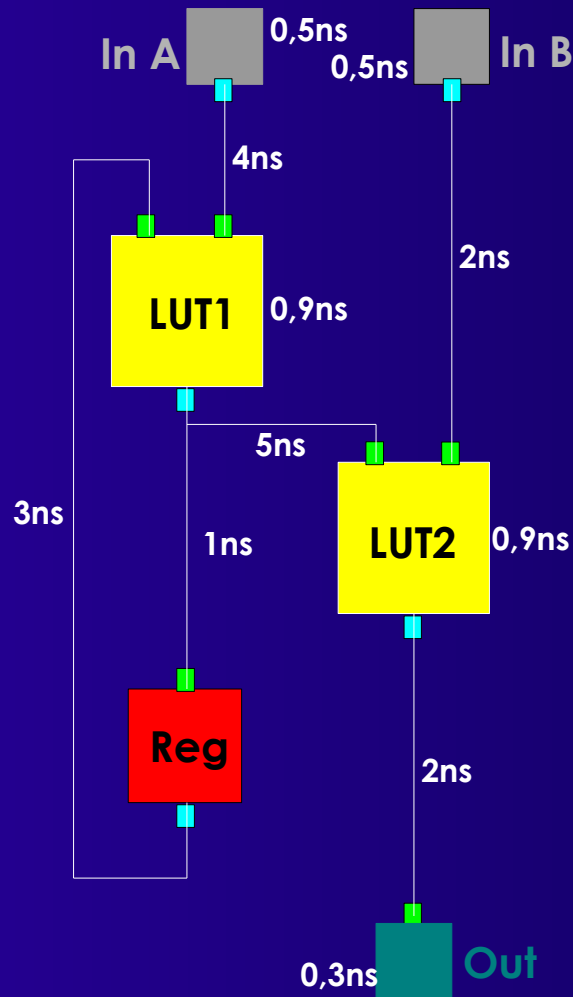 In A
0,5ns
0,5ns
In B
4ns
2ns
LUT1
0,9ns
5ns
3ns
1ns
LUT2
0,9ns
Reg
2ns
0,3ns
Out